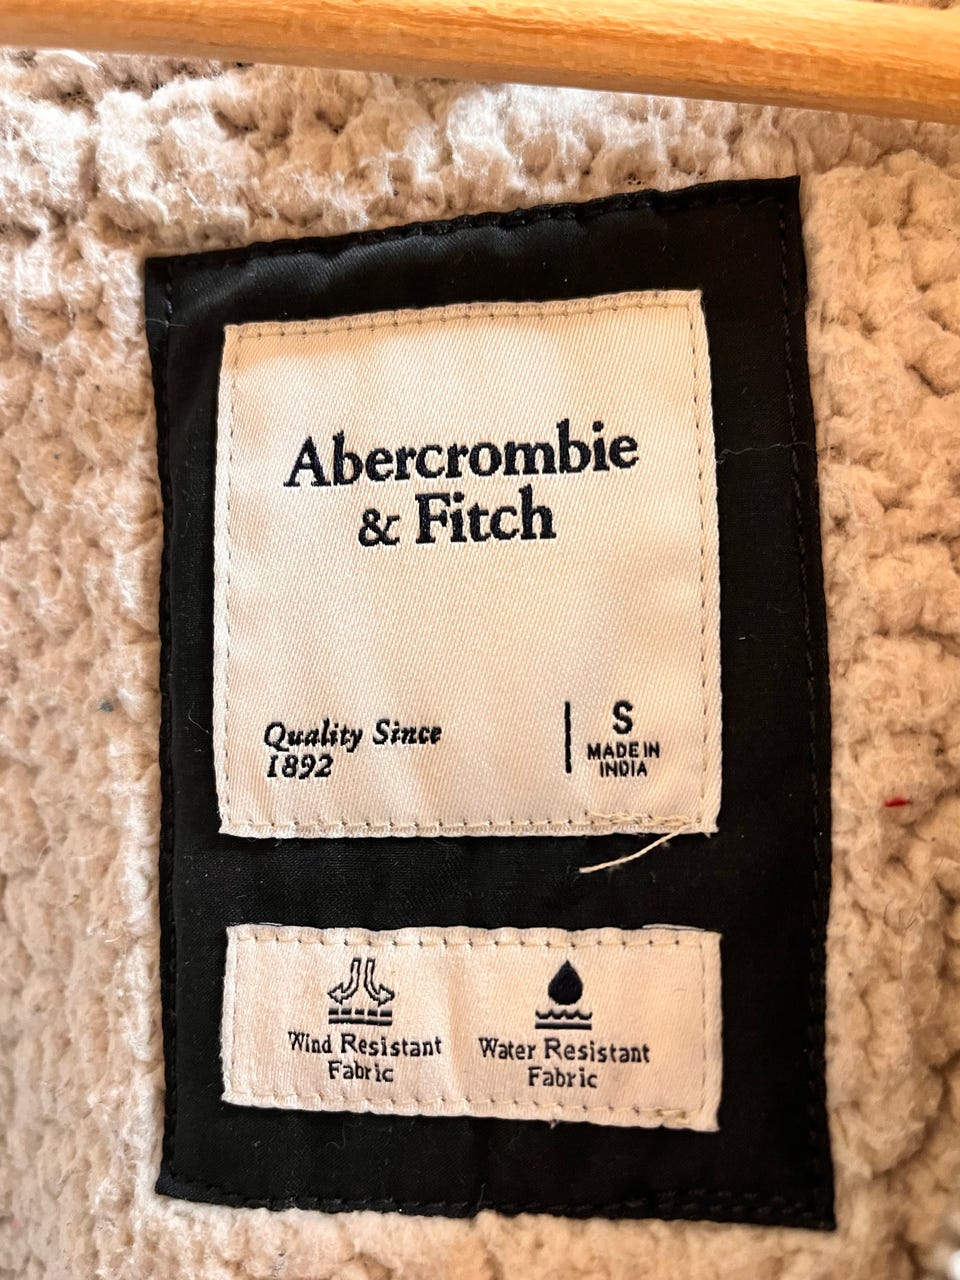 Abercrombie
& Fitch
Quality Since
1892
S
MADE IN
INDIA
Wind Resistant
Fabric
Water Resistant
Fabric